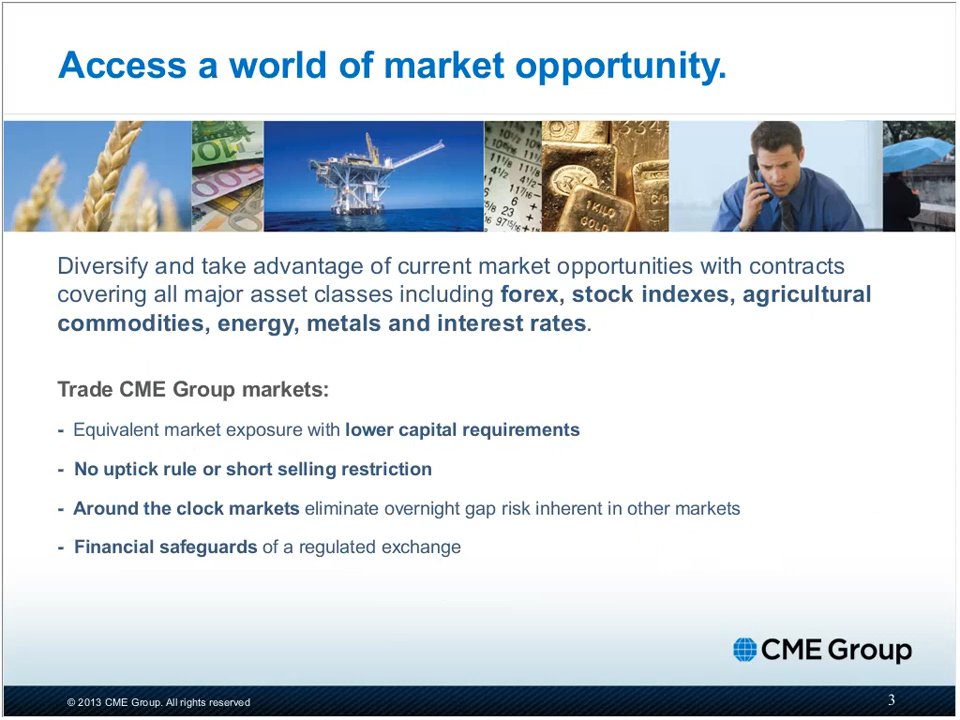 Access a world of market opportunity.
Diversify and take advantage of current market opportunities with contracts
covering all major asset classes including forex, stock indexes, agricultural
commodities, energy, metals and interest rates.
Trade CME Group markets:
- Equivalent market exposure with lower capital requirements
- No uptick rule or short selling restriction
- Around the clock markets eliminate overnight gap risk inherent in other markets
- Financial safeguards of a regulated exchange
CME Group
© 2013 CME Group. All rights reserved
3